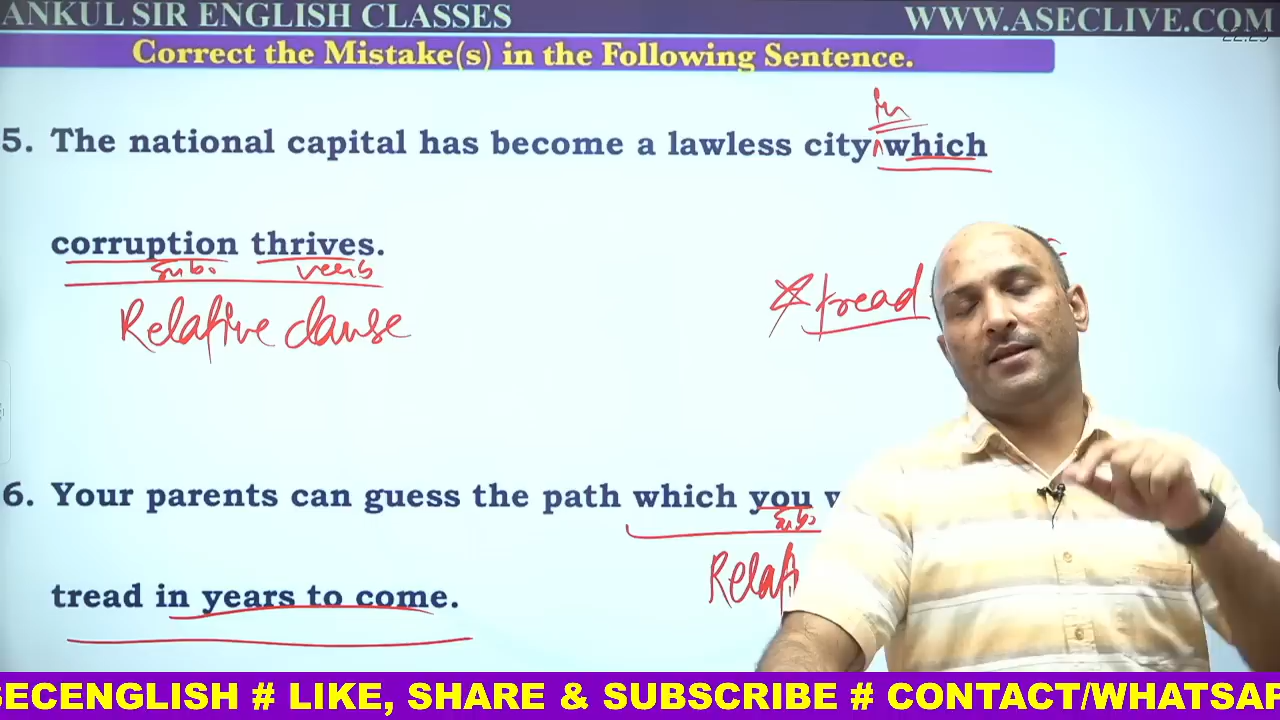 ANKUL SIR ENGLISH CLASSES
WWW.ASECLIVE.COM
Correct the Mistake(s) in the Following Sentence.
in
5. The national capital has become a lawless city which
corruption thrives.
sub. verb
Relative clause
tread
6. Your parents can guess the path which you
sub.
Relati
tread in years to come.
SECENGLISH # LIKE, SHARE & SUBSCRIBE # CONTACT/WHATSAP